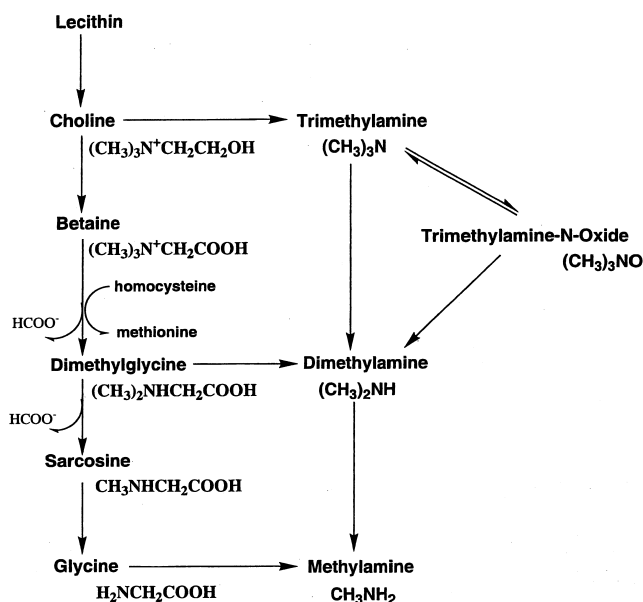 Lecithin
Choline
Trimethylamine
(CH₃)₃N⁺CH₂CH₂OH
(CH₃)₃N
Betaine
Trimethylamine-N-Oxide
(CH₃)₃N⁺CH₂COOH
(CH₃)₃NO
homocysteine
HCOO⁻
methionine
Dimethylglycine
Dimethylamine
(CH₃)₂NHCH₂COOH
(CH₃)₂NH
HCOO⁻
Sarcosine
CH₃NHCH₂COOH
Glycine
Methylamine
H₂NCH₂COOH
CH₃NH₂